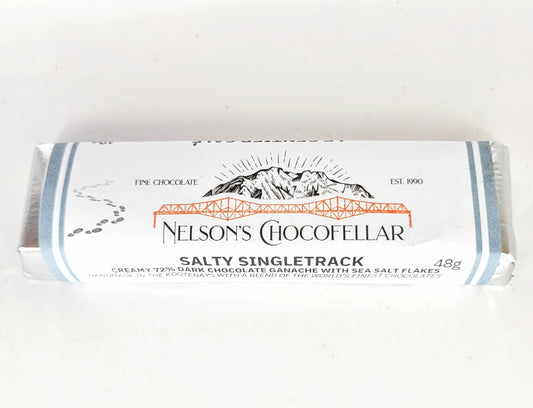 FINE CHOCOLATE
EST. 1990
NELSON'S CHOCOFELLAR
SALTY SINGLETRACK
CREAMY 72% DARK CHOCOLATE GANACHE WITH SEA SALT FLAKES
48g
HANDMADE IN THE KOOTENAYS WITH A BLEND OF THE WORLD'S FINEST CHOCOLATES